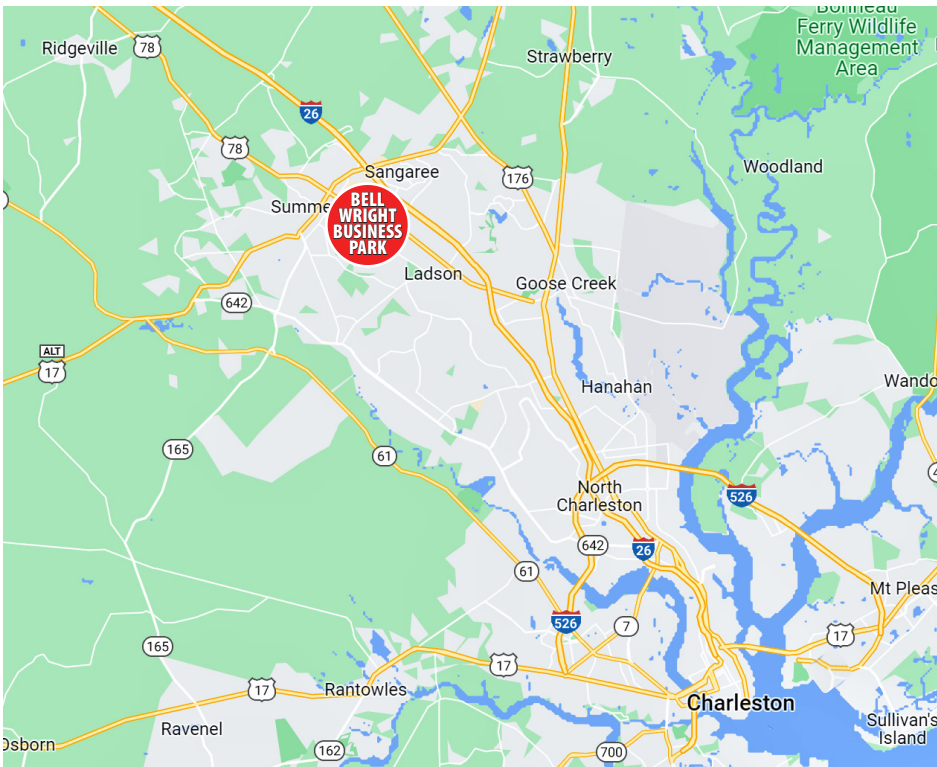 Bonneau
Ferry Wildlife
Management
Area
Ridgeville
78
Strawberry
26
78
Woodland
Sangaree
176
Summe
BELL
WRIGHT
BUSINESS
PARK
Ladson
Goose Creek
642
ALT
17
Hanahan
Wando
165
61
North
Charleston
526
642
26
61
Mt Pleas
526
7
17
165
17
17
Rantowles
Charleston
Ravenel
Sullivan's
Island
Osborn
162
700